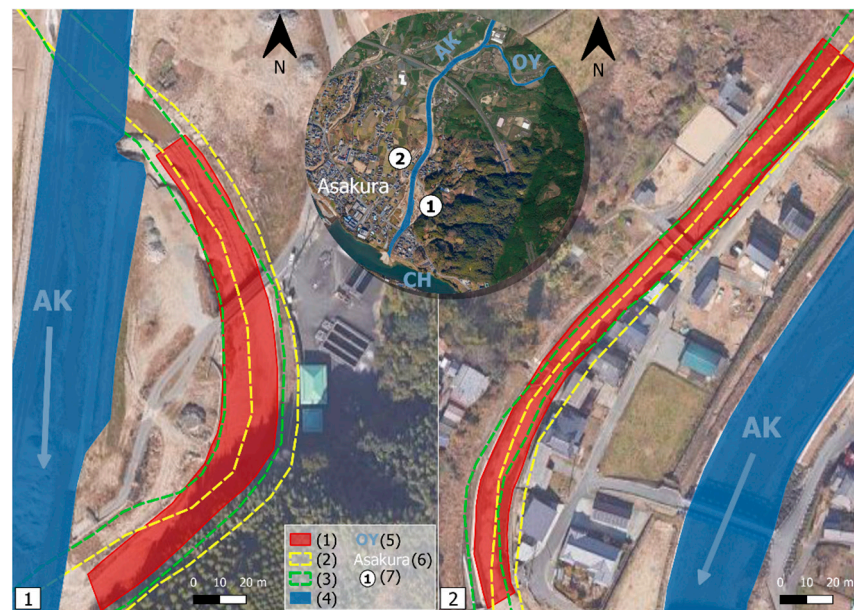 N
N
AK
OY
2
1
Asakura
CH
AK
AK
(1)
(2)
(3)
(4)
OY (5)
Asakura (6)
1 (7)
0 10 20 m
0 10 20 m
1
2